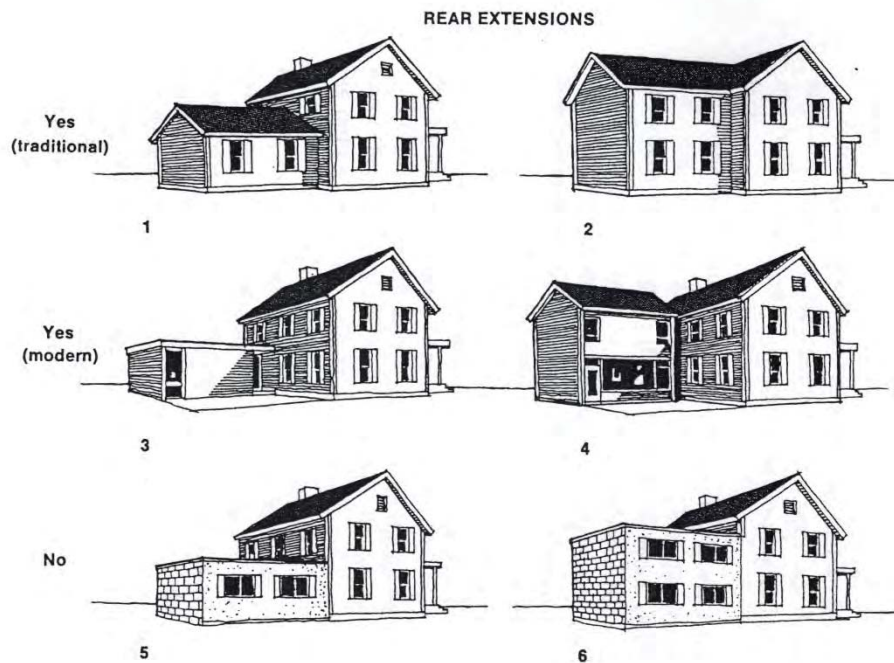 REAR EXTENSIONS
Yes
(traditional)
1
2
Yes
(modern)
3
4
No
5
6